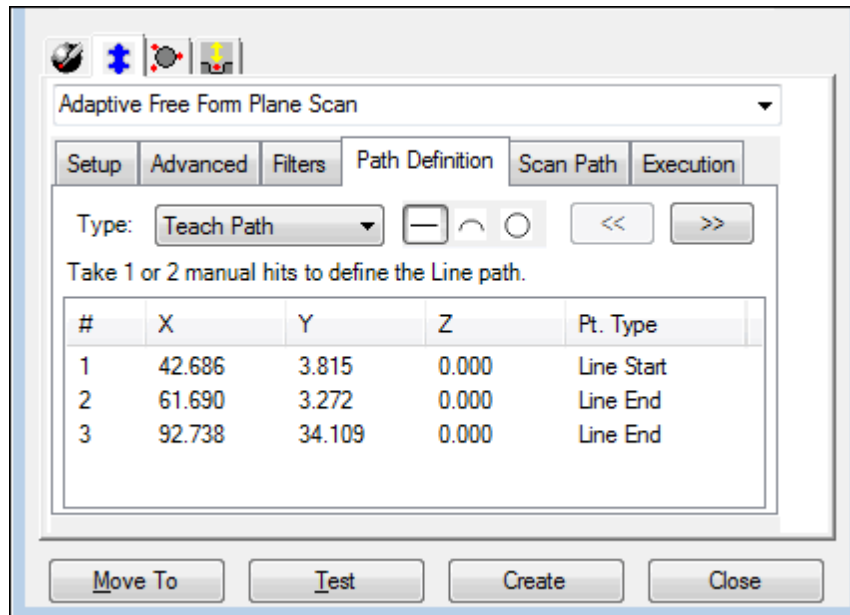 Adaptive Free Form Plane Scan
Setup Advanced Filters Path Definition Scan Path Execution
Type: Teach Path << >>
Take 1 or 2 manual hits to define the Line path.
# X Y Z Pt. Type
1 42.686 3.815 0.000 Line Start
2 61.690 3.272 0.000 Line End
3 92.738 34.109 0.000 Line End
Move To Test Create Close